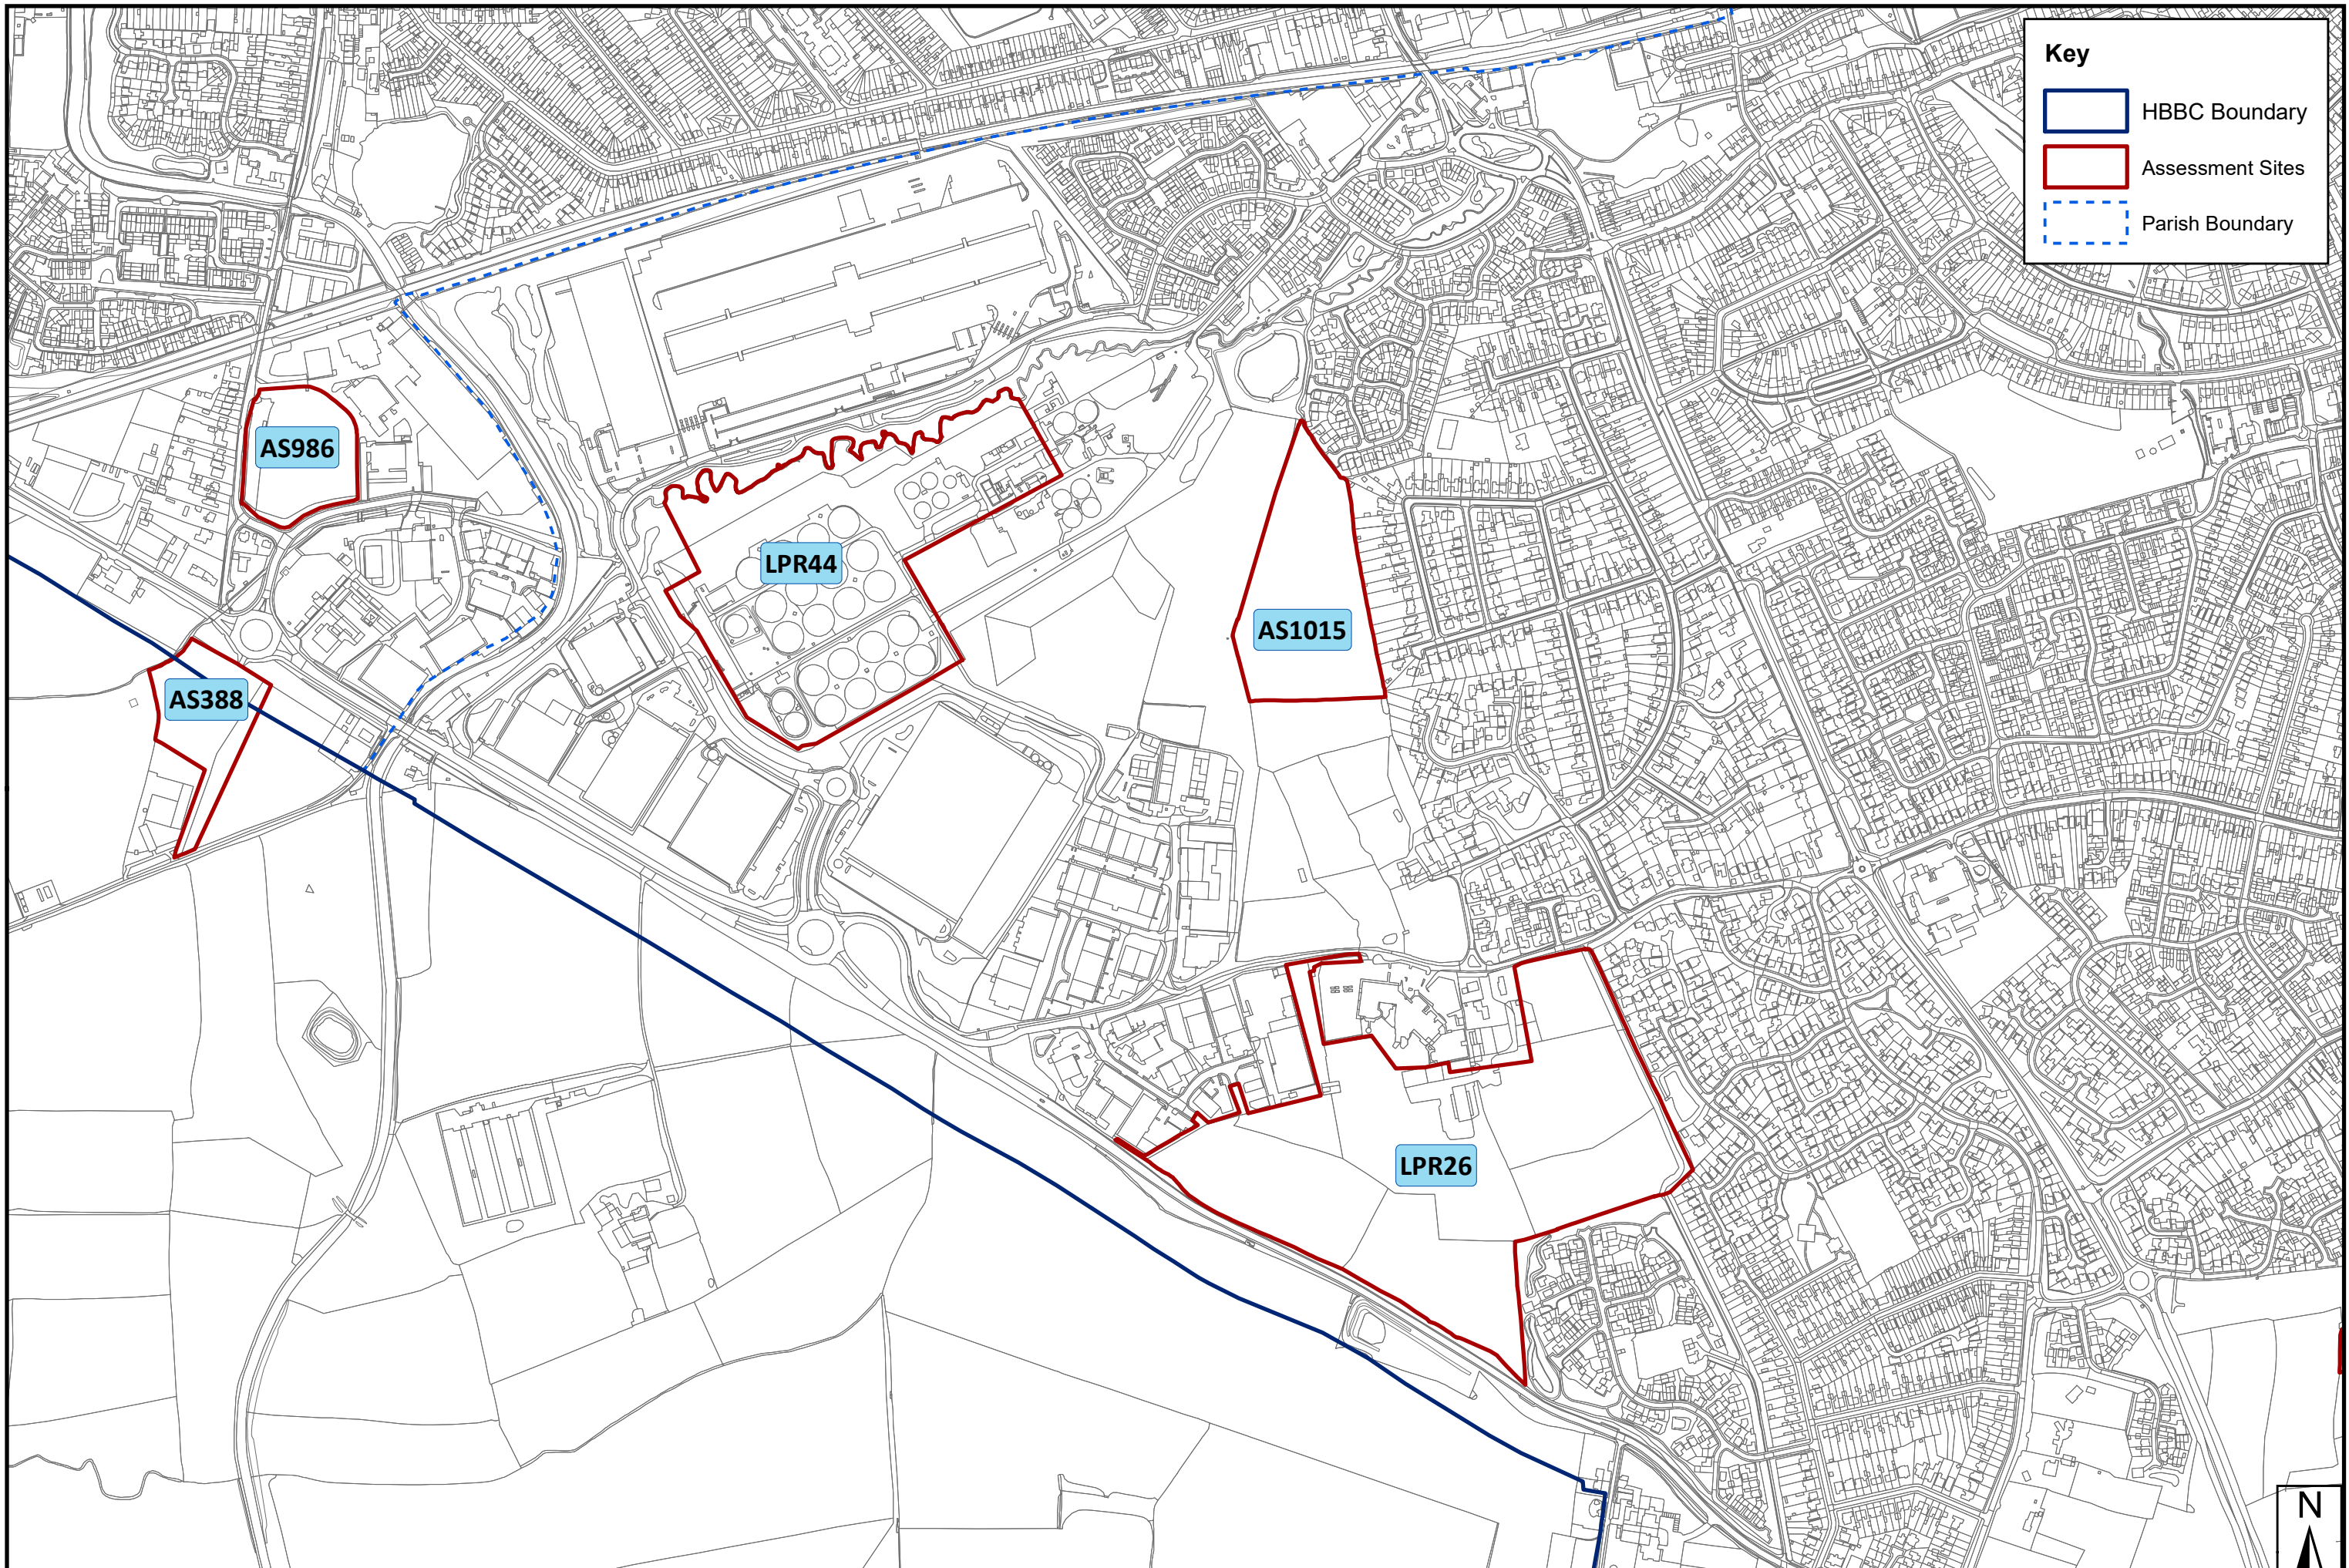 Key
HBBC Boundary
Assessment Sites
Parish Boundary
AS986
LPR44
AS1015
AS388
LPR26
N